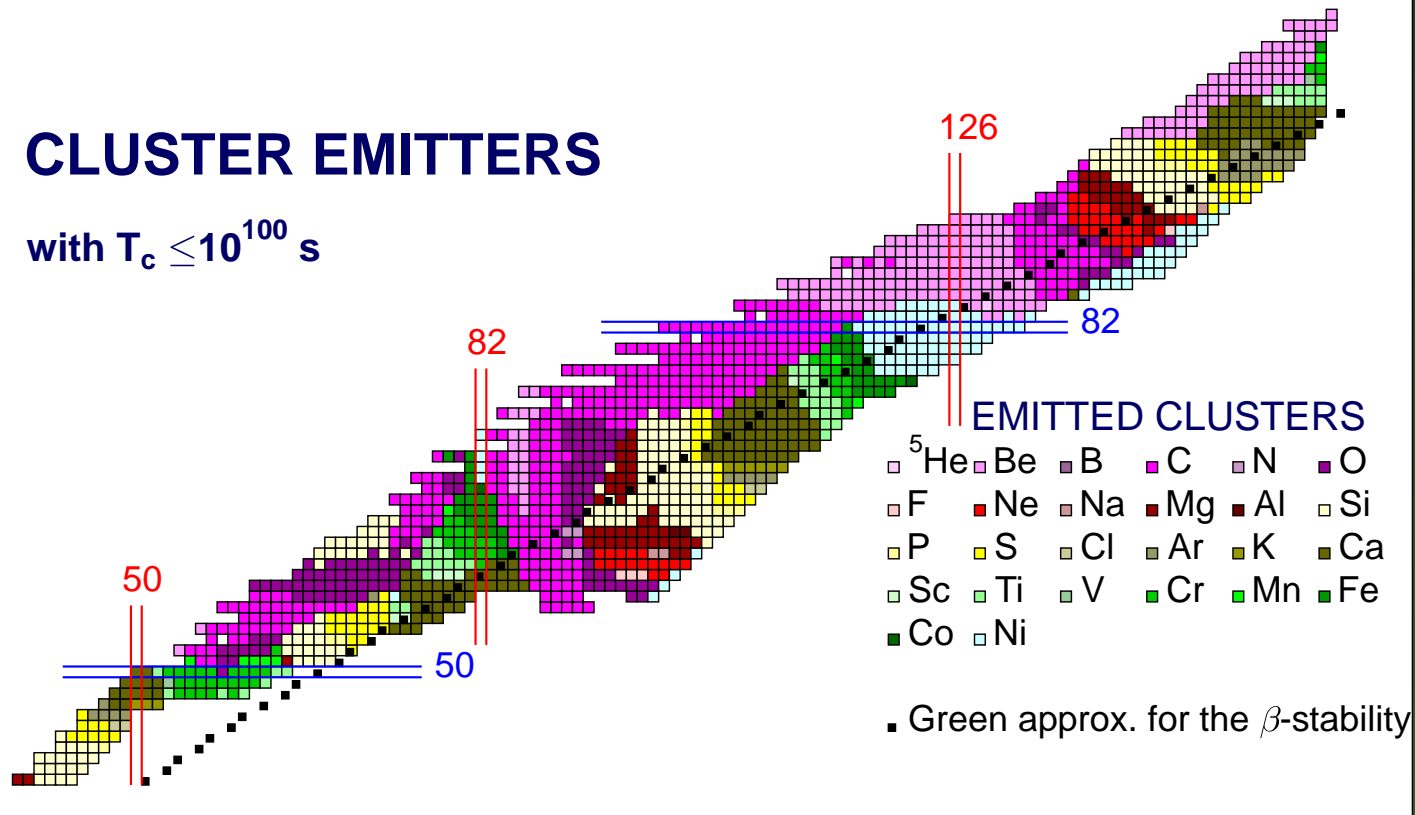 CLUSTER EMITTERS
with T_c ≤10^100 s
126
82
82
50
50
EMITTED CLUSTERS
^5He Be B C N O
F Ne Na Mg Al Si
P S Cl Ar K Ca
Sc Ti V Cr Mn Fe
Co Ni
Green approx. for the β-stability